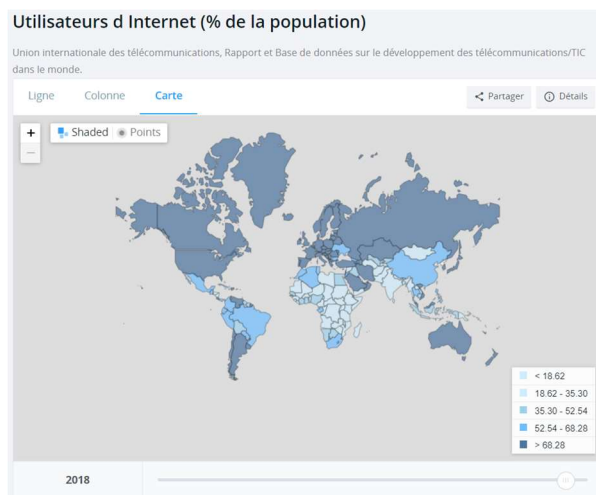 Utilisateurs d Internet (% de la population)
Union internationale des télécommunications, Rapport et Base de données sur le développement des télécommunications/TIC
dans le monde.
Ligne Colonne Carte Partager Détails
+ Shaded Points
−
< 18.62
18.62 - 35.30
35.30 - 52.54
52.54 - 68.28
> 68.28
2018